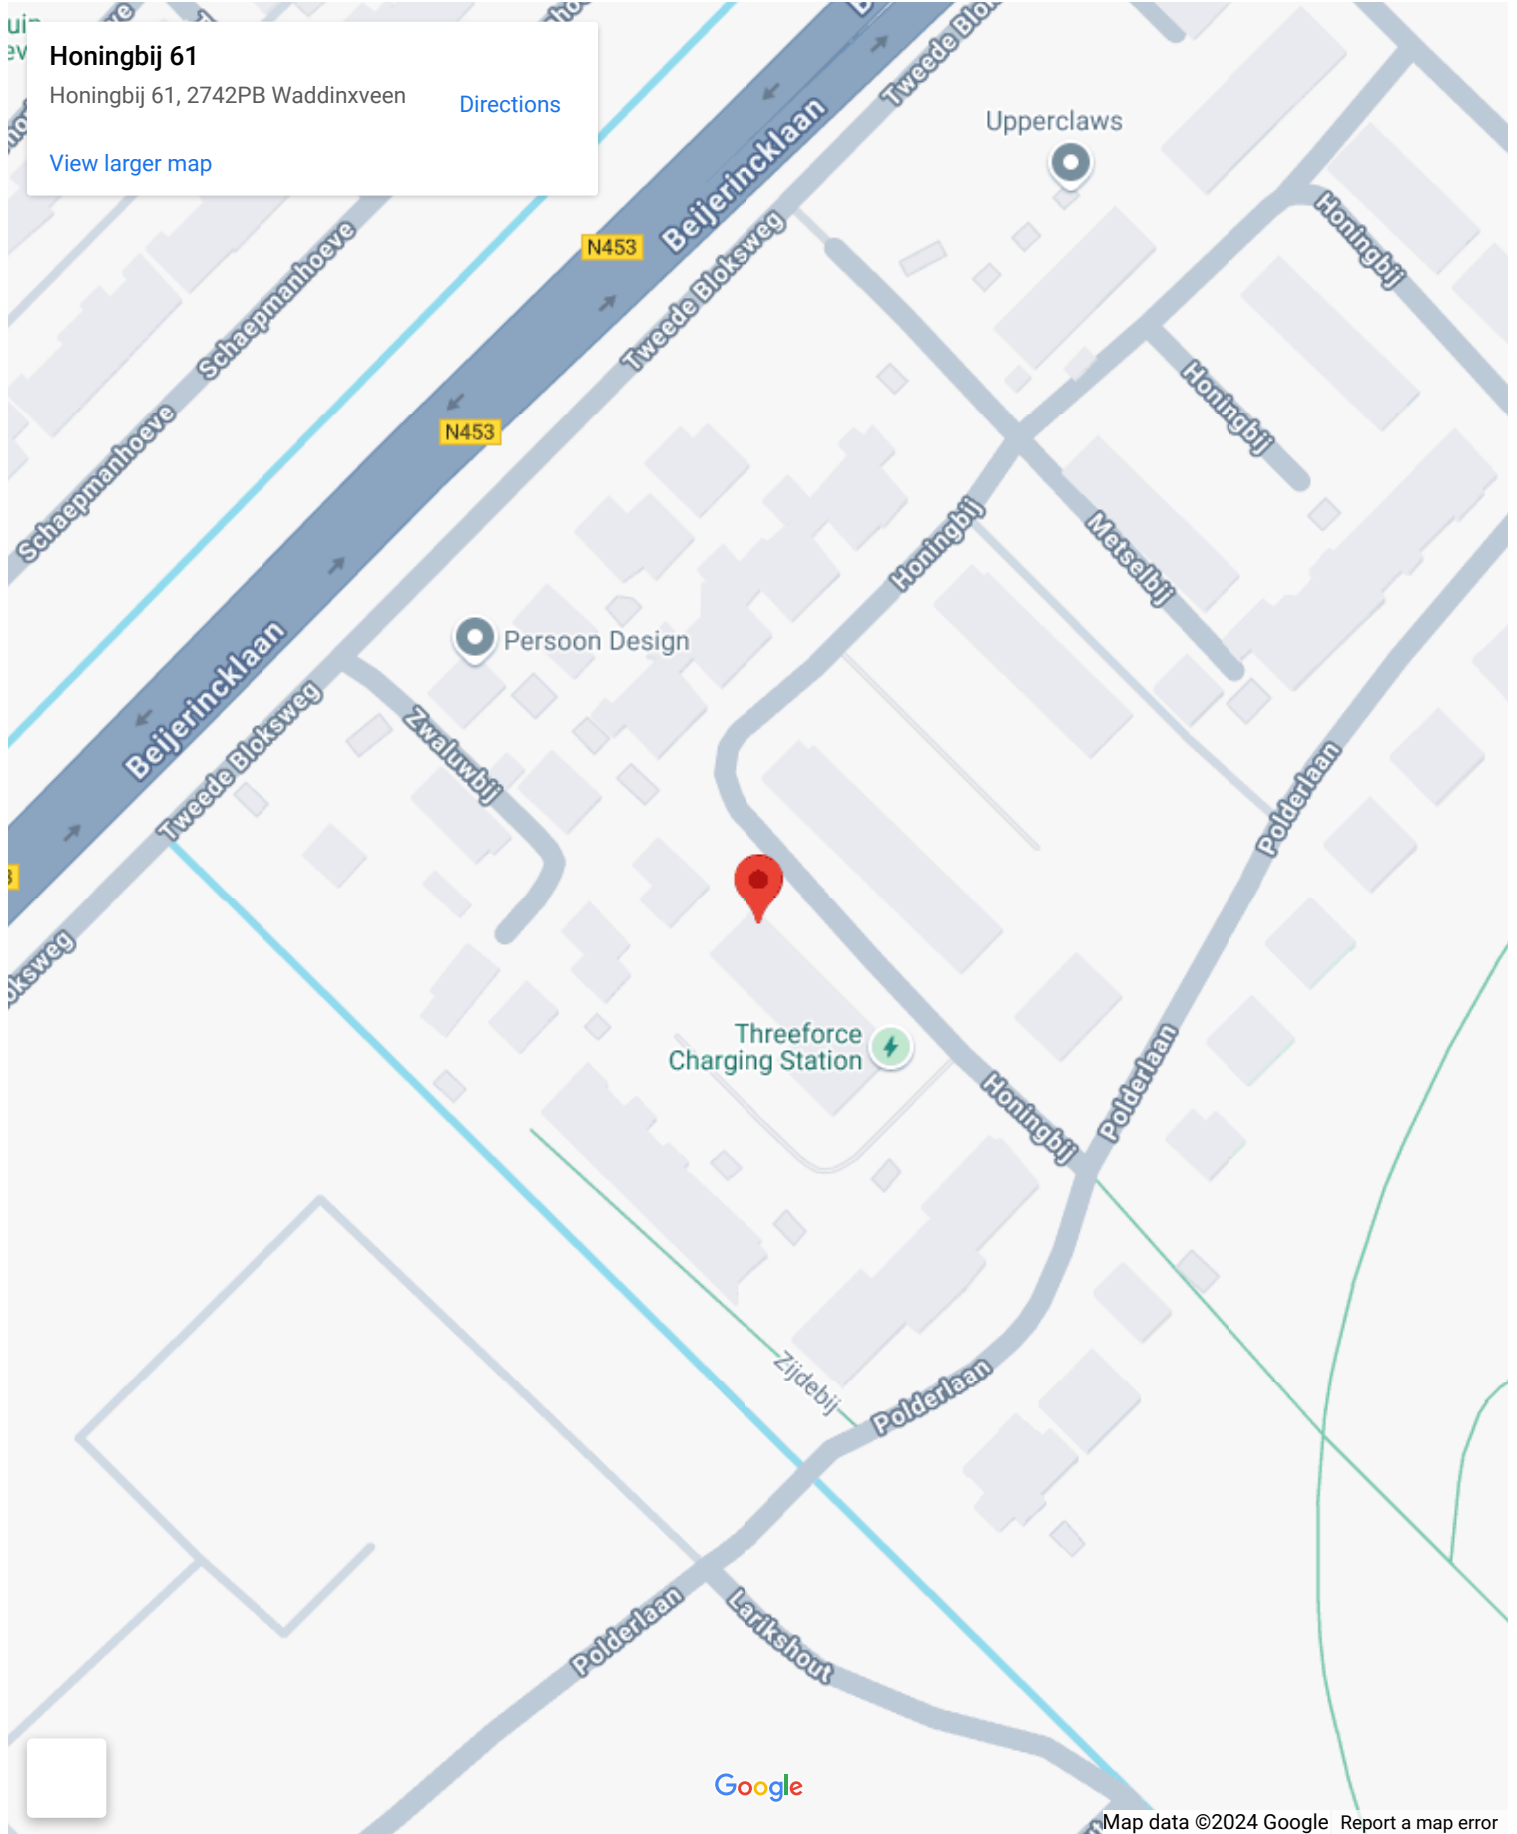 Honingbij 61
Honingbij 61, 2742PB Waddinxveen
Directions
View larger map
Beijerincklaan
Tweede Bloksweg
Upperclaws
N453
Honingbij
Schaepmanhoeve
Tweede Bloksweg
N453
Honingbij
Schaepmanhoeve
Honingbij
Metselbij
Persoon Design
Beijerincklaan
Tweede Bloksweg
Zwaluwbij
Polderlaan
Threeforce
Charging Station
Honingbij
Polderlaan
Zijdebij
Polderlaan
Polderlaan
Larikshout
Google
Map data ©2024 Google
Report a map error